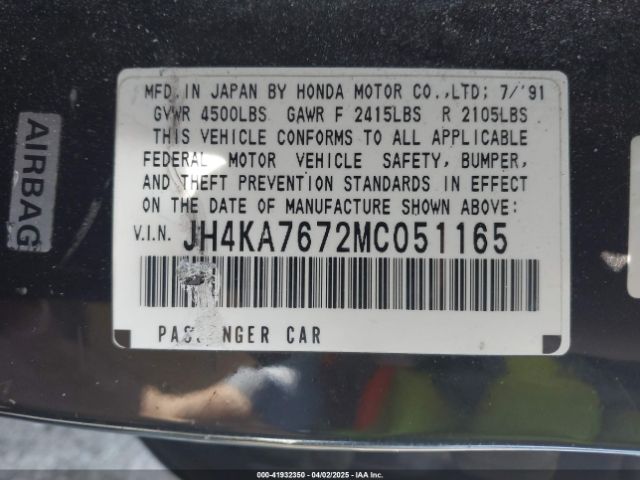 AIRBAG
MFD. IN JAPAN BY HONDA MOTOR CO.,LTD; 7/'91
GVWR 4500LBS GAWR F 2415LBS R 2105LBS
THIS VEHICLE CONFORMS TO ALL APPLICABLE
FEDERAL MOTOR VEHICLE SAFETY, BUMPER,
AND THEFT PREVENTION STANDARDS IN EFFECT
ON THE DATE OF MANUFACTURE SHOWN ABOVE:
V.I.N. JH4KA7672MC051165
PASSENGER CAR
000-41932350 | 04/02/2025 - IAA Inc.